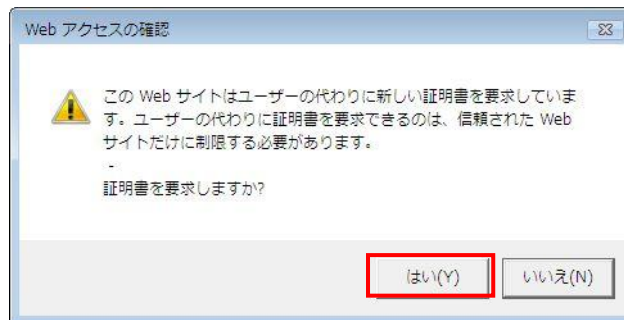 Web アクセスの確認
この Web サイトはユーザーの代わりに新しい証明書を要求していま
す。ユーザーの代わりに証明書を要求できるのは、信頼された Web
サイトだけに制限する必要があります。
-
証明書を要求しますか?
はい(Y) いいえ(N)